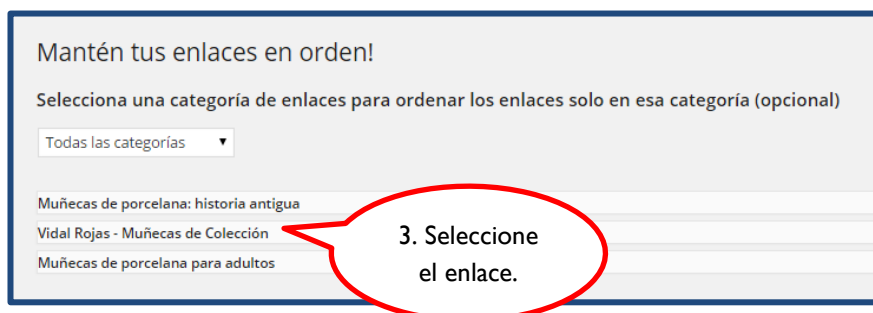 Mantén tus enlaces en orden!
Selecciona una categoría de enlaces para ordenar los enlaces solo en esa categoría (opcional)
Todas las categorías
Muñecas de porcelana: historia antigua
Vidal Rojas - Muñecas de Colección
Muñecas de porcelana para adultos
3. Seleccione
el enlace.